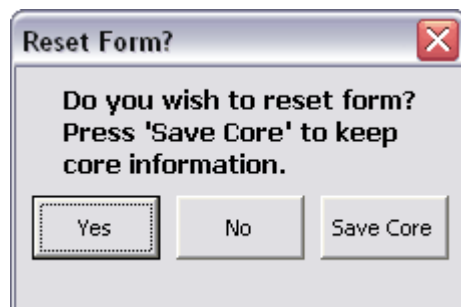 Reset Form?
Do you wish to reset form?
Press 'Save Core' to keep
core information.
Yes No Save Core